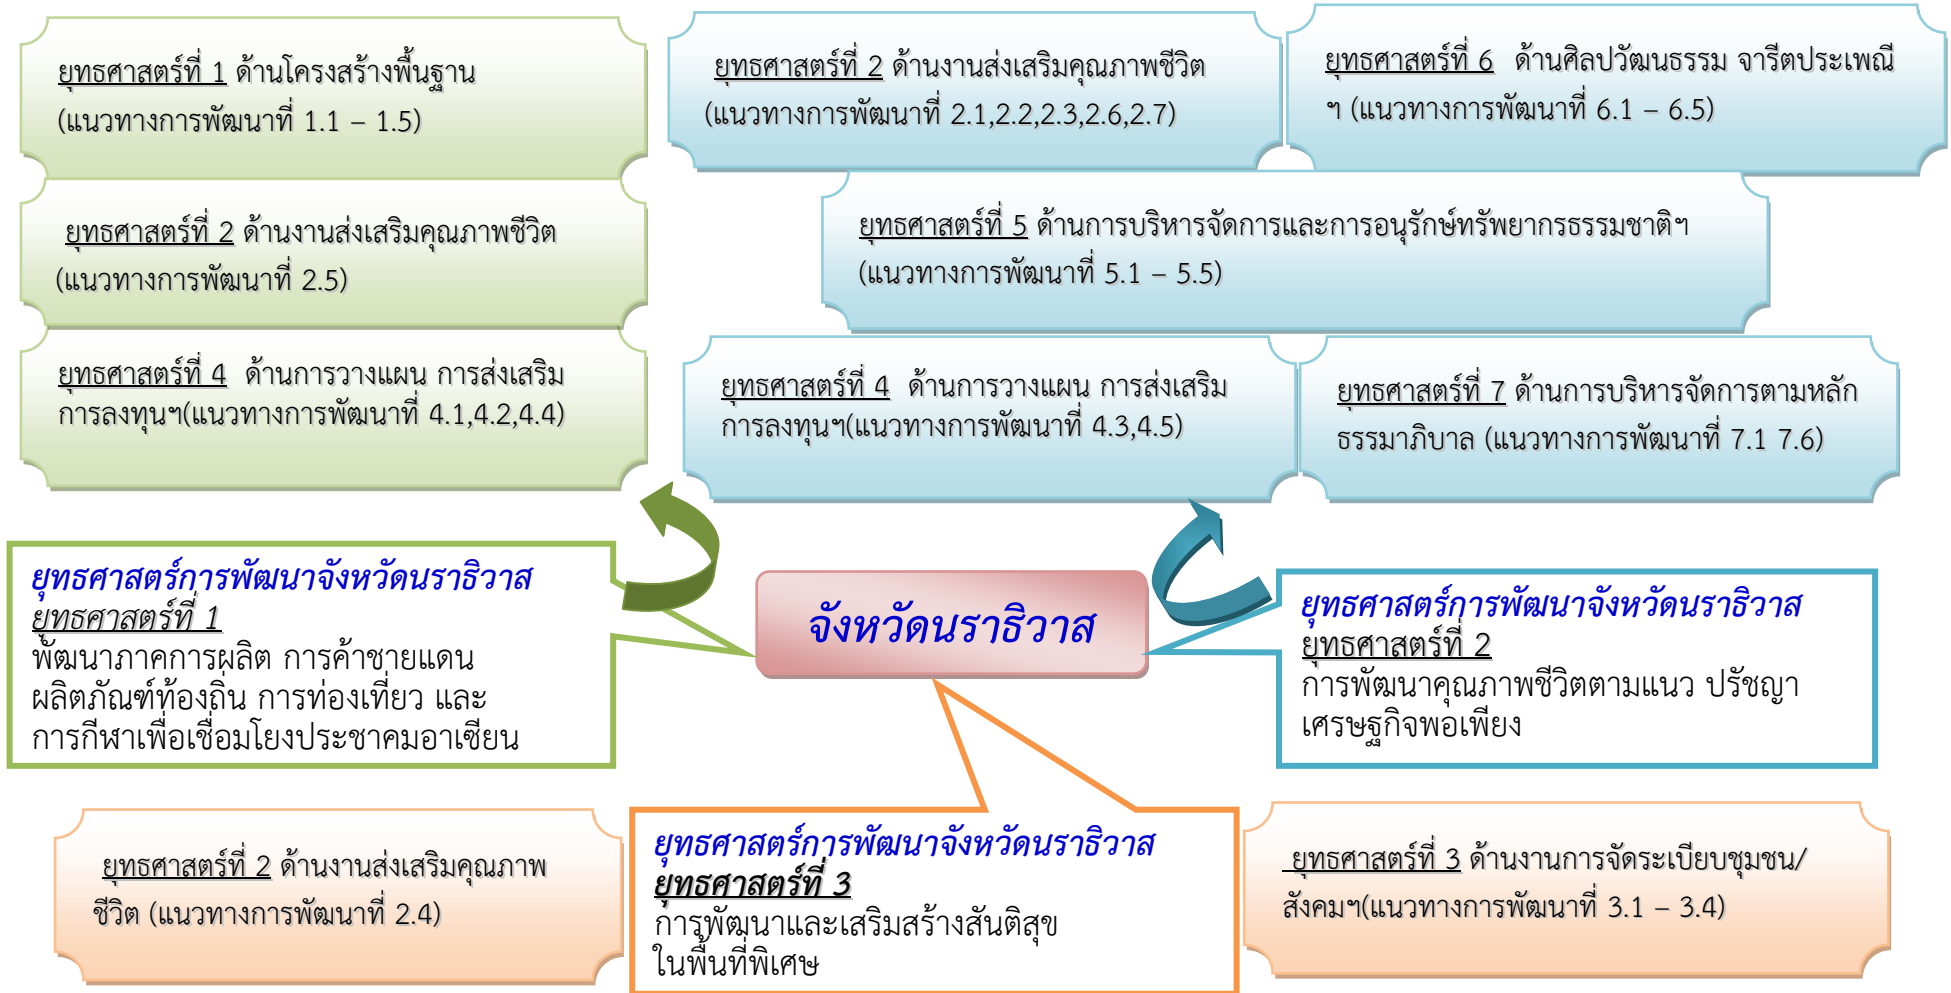 ยุทธศาสตร์ที่ 1 ด้านโครงสร้างพื้นฐาน
(แนวทางการพัฒนาที่ 1.1 – 1.5)
ยุทธศาสตร์ที่ 2 ด้านงานส่งเสริมคุณภาพชีวิต
(แนวทางการพัฒนาที่ 2.1,2.2,2.3,2.6,2.7)
ยุทธศาสตร์ที่ 6 ด้านศิลปวัฒนธรรม จารีตประเพณี
ฯ (แนวทางการพัฒนาที่ 6.1 – 6.5)
ยุทธศาสตร์ที่ 2 ด้านงานส่งเสริมคุณภาพชีวิต
(แนวทางการพัฒนาที่ 2.5)
ยุทธศาสตร์ที่ 5 ด้านการบริหารจัดการและการอนุรักษ์ทรัพยากรธรรมชาติฯ
(แนวทางการพัฒนาที่ 5.1 – 5.5)
ยุทธศาสตร์ที่ 4 ด้านการวางแผน การส่งเสริม
การลงทุนฯ(แนวทางการพัฒนาที่ 4.1,4.2,4.4)
ยุทธศาสตร์ที่ 4 ด้านการวางแผน การส่งเสริม
การลงทุนฯ(แนวทางการพัฒนาที่ 4.3,4.5)
ยุทธศาสตร์ที่ 7 ด้านการบริหารจัดการตามหลัก
ธรรมาภิบาล (แนวทางการพัฒนาที่ 7.1 7.6)
ยุทธศาสตร์การพัฒนาจังหวัดนราธิวาส
ยุทธศาสตร์ที่ 1
พัฒนาภาคการผลิต การค้าชายแดน
ผลิตภัณฑ์ท้องถิ่น การท่องเที่ยว และ
การกีฬาเพื่อเชื่อมโยงประชาคมอาเซียน
จังหวัดนราธิวาส
ยุทธศาสตร์การพัฒนาจังหวัดนราธิวาส
ยุทธศาสตร์ที่ 2
การพัฒนาคุณภาพชีวิตตามแนว ปรัชญา
เศรษฐกิจพอเพียง
ยุทธศาสตร์ที่ 2 ด้านงานส่งเสริมคุณภาพ
ชีวิต (แนวทางการพัฒนาที่ 2.4)
ยุทธศาสตร์การพัฒนาจังหวัดนราธิวาส
ยุทธศาสตร์ที่ 3
การพัฒนาและเสริมสร้างสันติสุข
ในพื้นที่พิเศษ
ยุทธศาสตร์ที่ 3 ด้านงานการจัดระเบียบชุมชน/
สังคมฯ(แนวทางการพัฒนาที่ 3.1 – 3.4)